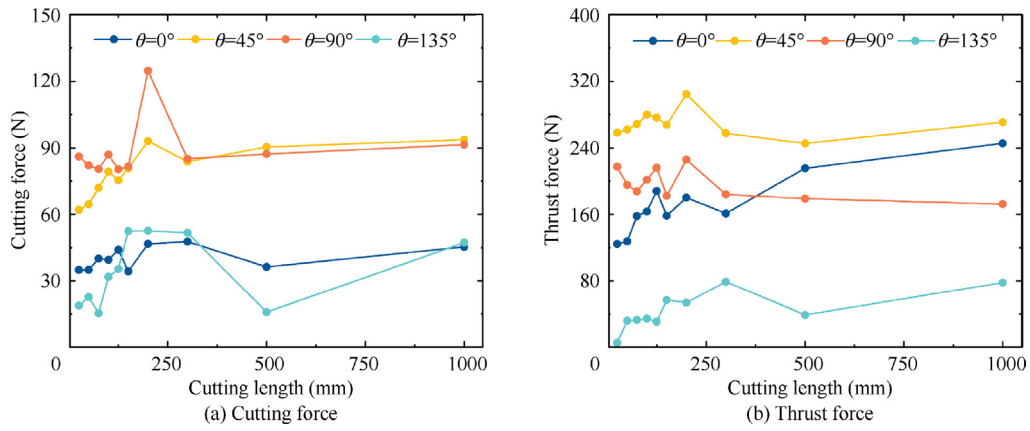 150
θ=0° θ=45° θ=90° θ=135°
120
90
60
30
0 250 500 750 1000
Cutting force (N)
Cutting length (mm)
(a) Cutting force
400
θ=0° θ=45° θ=90° θ=135°
320
240
160
80
0 250 500 750 1000
Thrust force (N)
Cutting length (mm)
(b) Thrust force